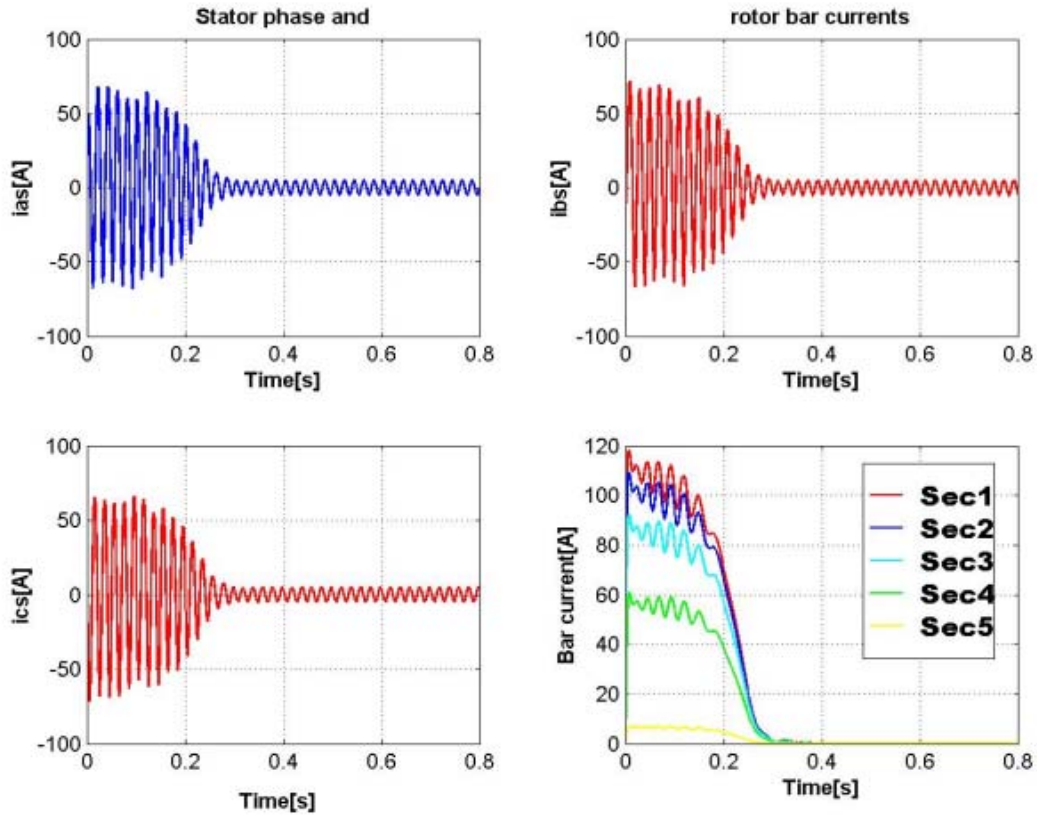 Stator phase and
100
50
0
-50
-100
ias[A]
0 0.2 0.4 0.6 0.8
Time[s]
rotor bar currents
100
50
0
-50
-100
ibs[A]
0 0.2 0.4 0.6 0.8
Time[s]
100
50
0
-50
-100
ics[A]
0 0.2 0.4 0.6 0.8
Time[s]
120
100
80
60
40
20
0
Bar current[A]
Sec1
Sec2
Sec3
Sec4
Sec5
0 0.2 0.4 0.6 0.8
Time[s]